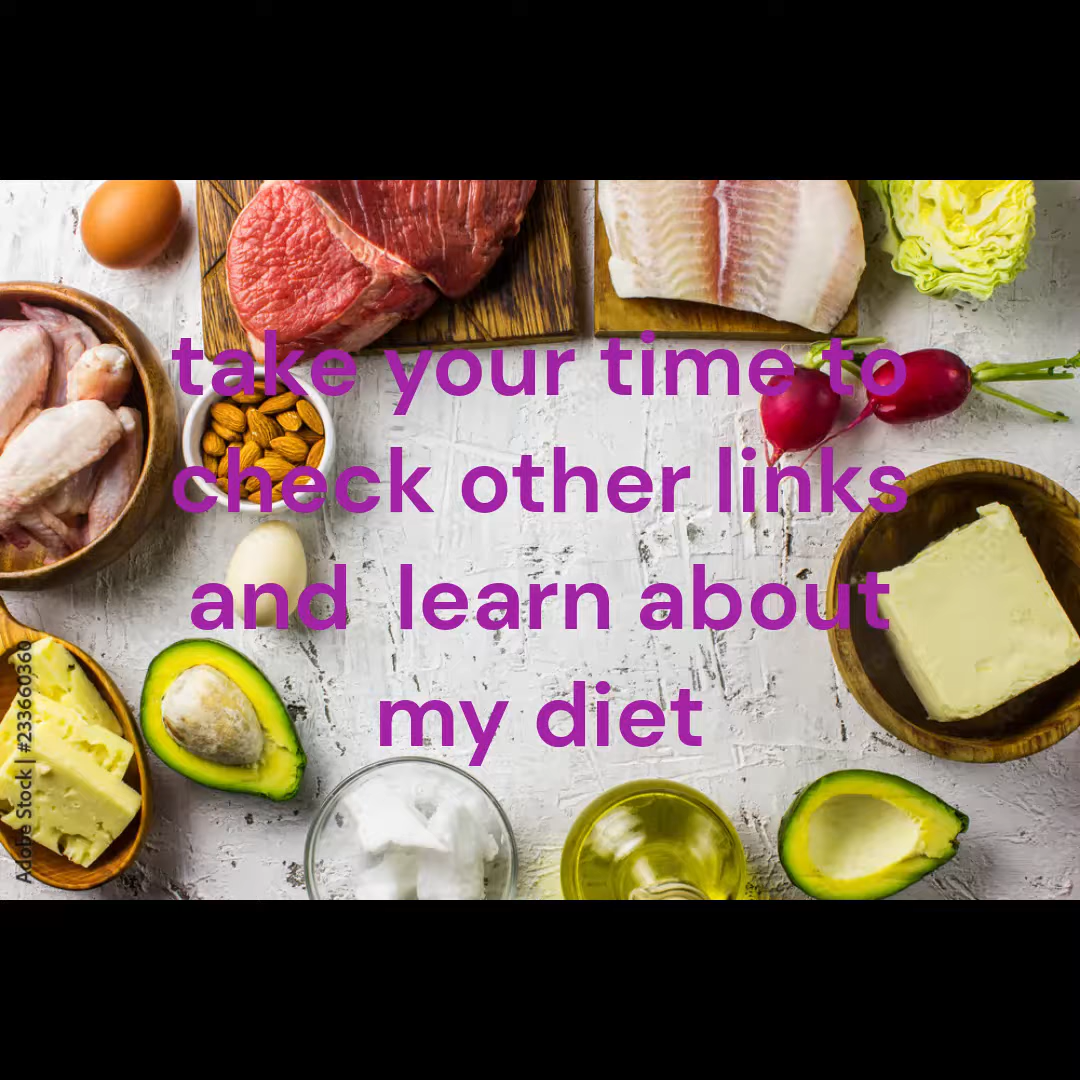 take your time to
check other links
and  learn about
my diet
Adobe Stock | #233660360